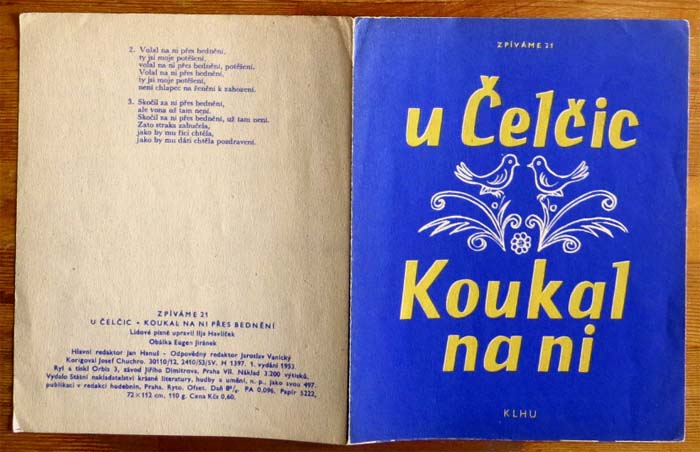 2. Volal na ni přes bednění,
ty jsi moje potěšení,
volal na ni přes bednění, potěšení.
Volal na ni přes bednění,
ty jsi moje potěšení,
není chlapec na ženění k zahození.
3. Skočil za ní přes bednění,
ale vona už tam není.
Skočil na ni přes bednění, už tam není.
Zato straka zabučela,
jako by mu říci chtěla,
jako by mu dáti chtěla pozdravení.
ZPÍVÁME 21
U ČELČIC • KOUKAL NA NI PŘES BEDNĚNÍ
Lidové písně upravil Ilja Havlíček
Obálka Eugen Jiránek
Hlavní redaktor Jan Hanuš - Odpovědný redaktor Jaroslav Vanický
Korigoval Josef Chuchro. 30110/12. 2410/53/SV. H 1397. 1. vydání 1953
Ryl a tiskl Orbis 3, závod Jiřího Dimitrova, Praha VII. Náklad 3.200 výtisků,
Vydalo Státní nakladatelství krásné literatury, hudby a umění, n. p., jako svou 497.
publikaci v redakci hudebnin, Praha. Ryto. Ofset. Daň PA 0,096. Papír 5222,
72×112 cm, 110 g. Cena Kčs 0,60.
ZPÍVÁME 21
u Čelčic
Koukal
na ni
KLHU